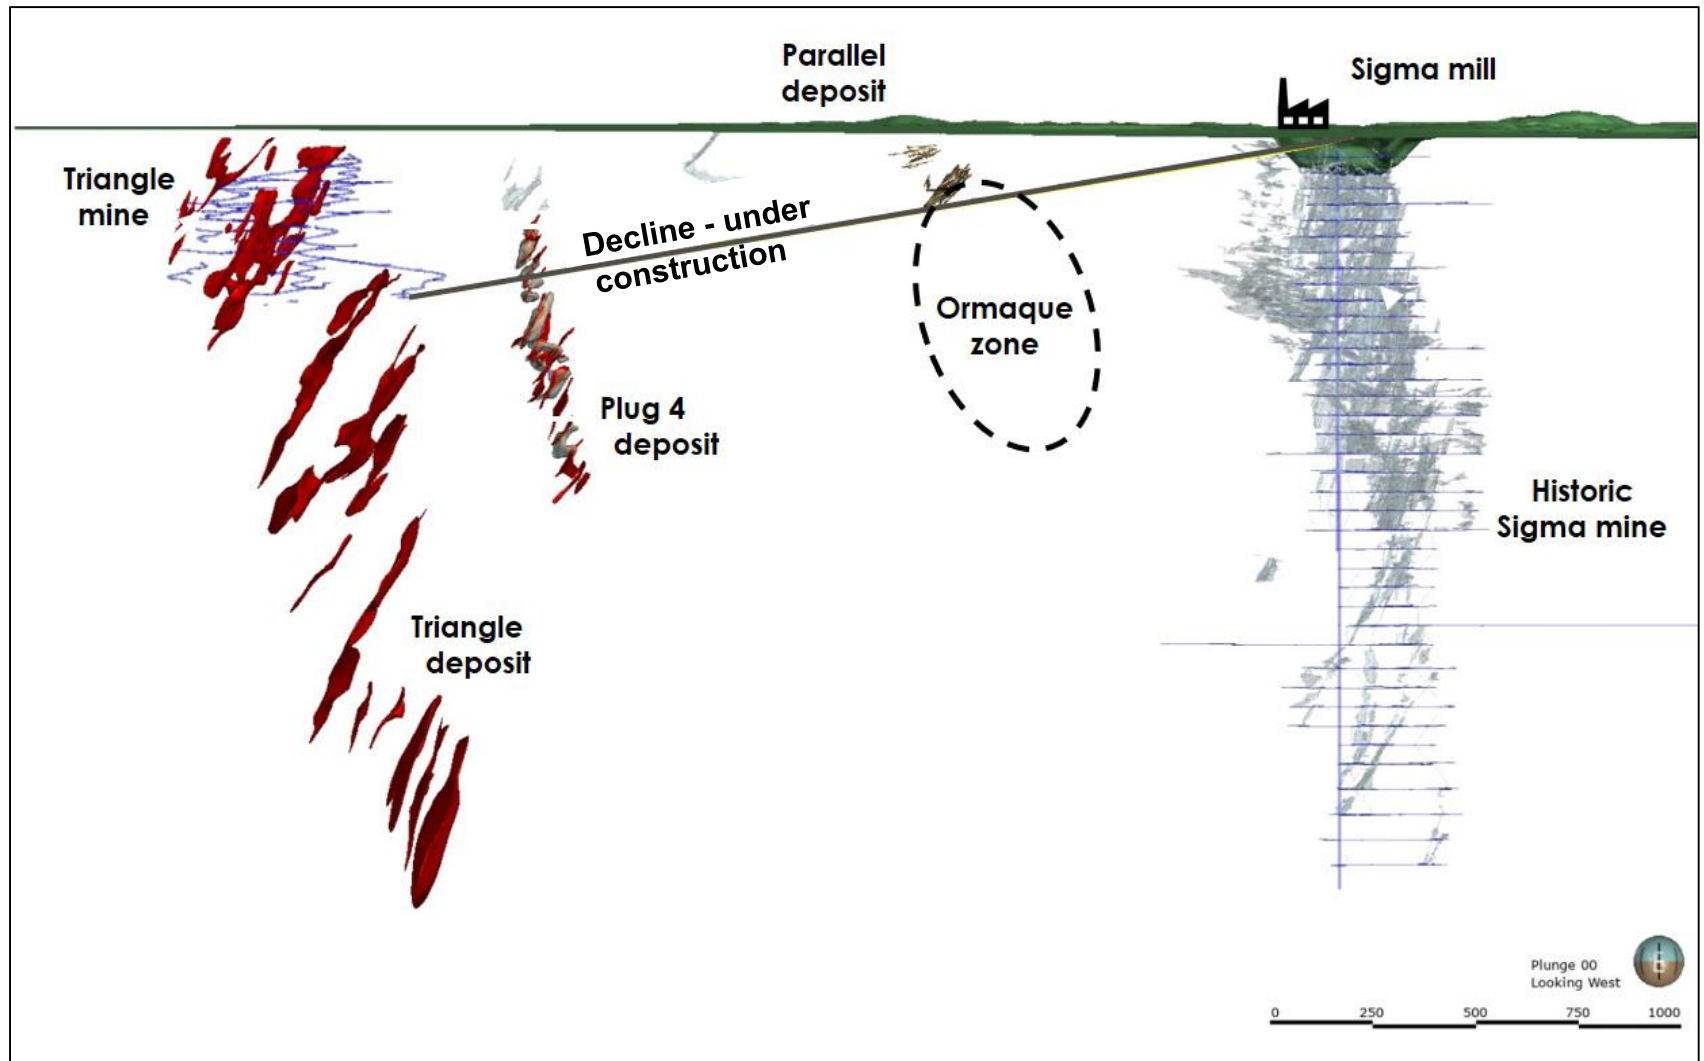 Parallel
deposit
Sigma mill
Triangle
mine
Decline - under
construction
Ormaque
zone
Plug 4
deposit
Historic
Sigma mine
Triangle
deposit
Plunge 00
Looking West
0 250 500 750 1000